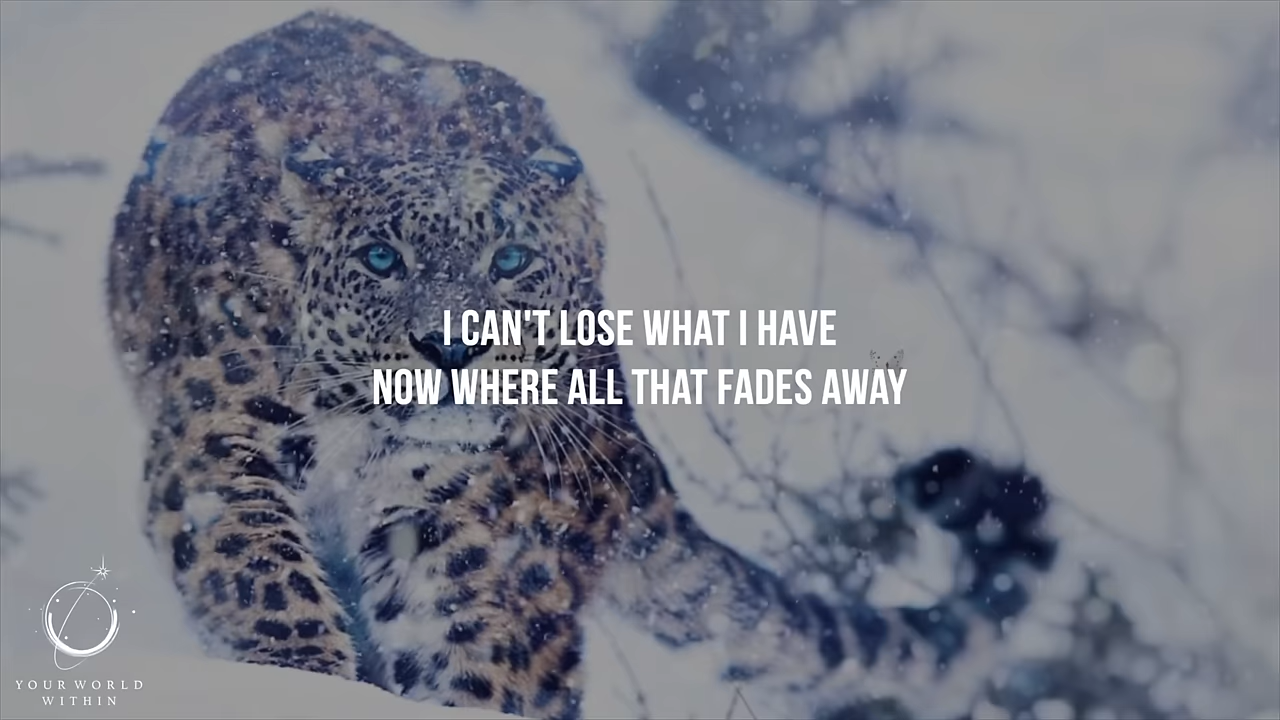 I CAN'T LOSE WHAT I HAVE
NOW WHERE ALL THAT FADES AWAY
YOUR WORLD
WITHIN